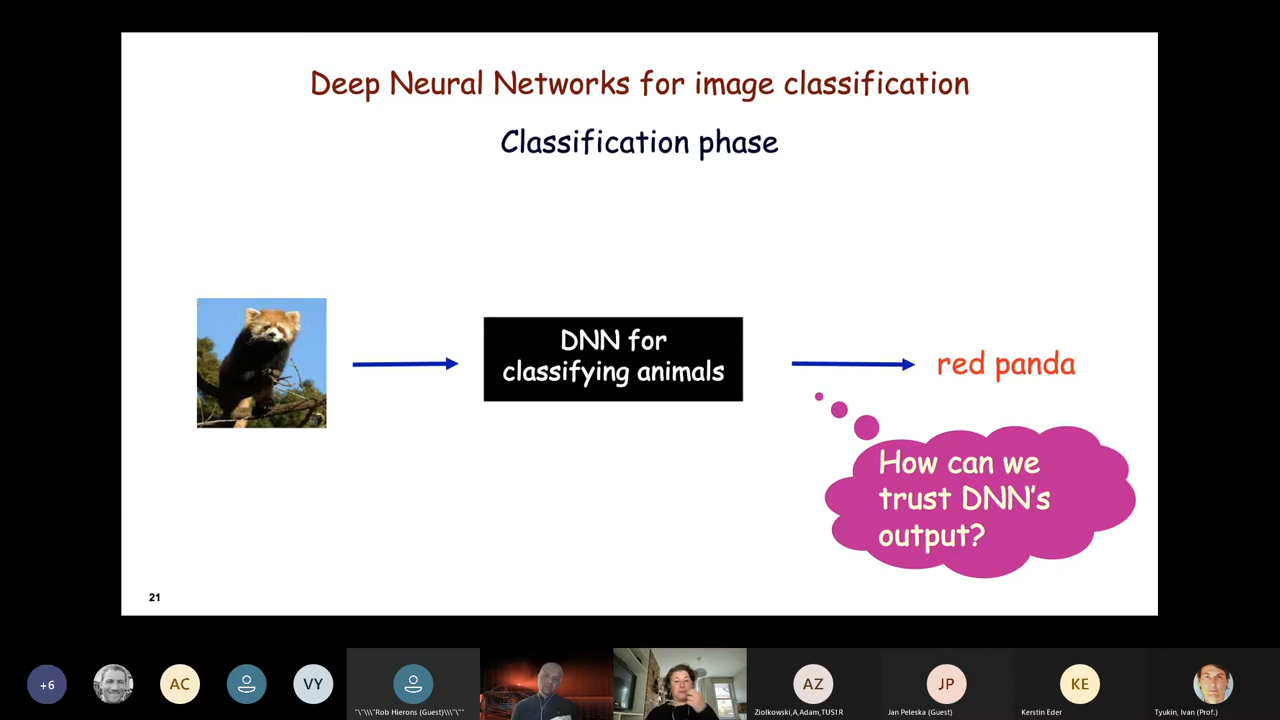 Deep Neural Networks for image classification
Classification phase
DNN for
classifying animals
red panda
How can we
trust DNN's
output?
21
+6
AC
VY
"\"\\\"Rob Hierons (Guest)\\\\"\""
AZ
Ziolkowski,A,Adam,TUS1R
JP
Jan Peleska (Guest)
KE
Kerstin Eder
Tyukin, Ivan (Prof.)